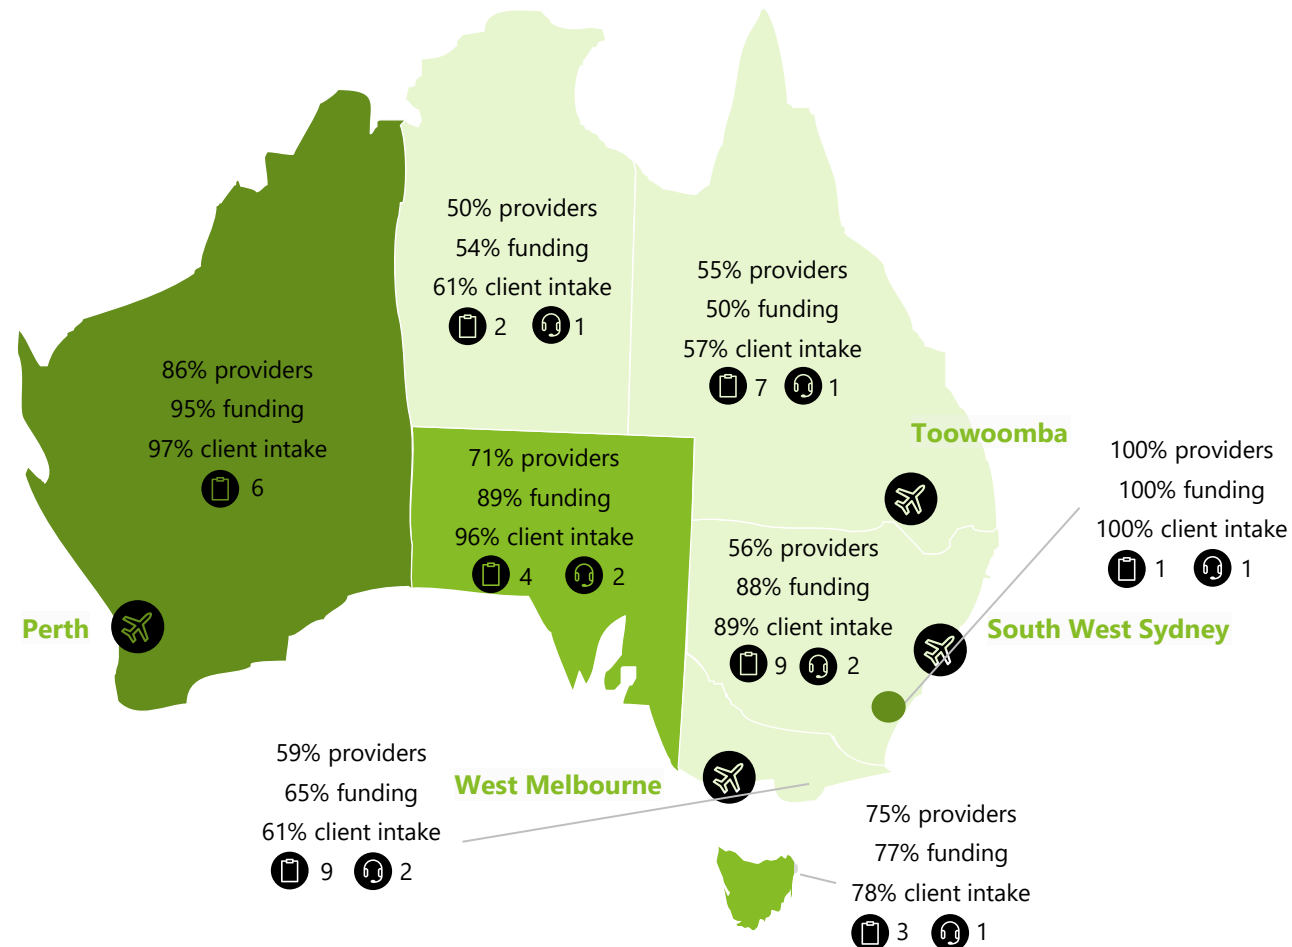 50% providers
54% funding
61% client intake
2 1
55% providers
50% funding
57% client intake
7 1
86% providers
95% funding
97% client intake
6
71% providers
89% funding
96% client intake
4 2
Toowoomba
100% providers
100% funding
100% client intake
1 1
56% providers
88% funding
89% client intake
9 2
Perth
South West Sydney
59% providers
65% funding
61% client intake
9 2
West Melbourne
75% providers
77% funding
78% client intake
3 1